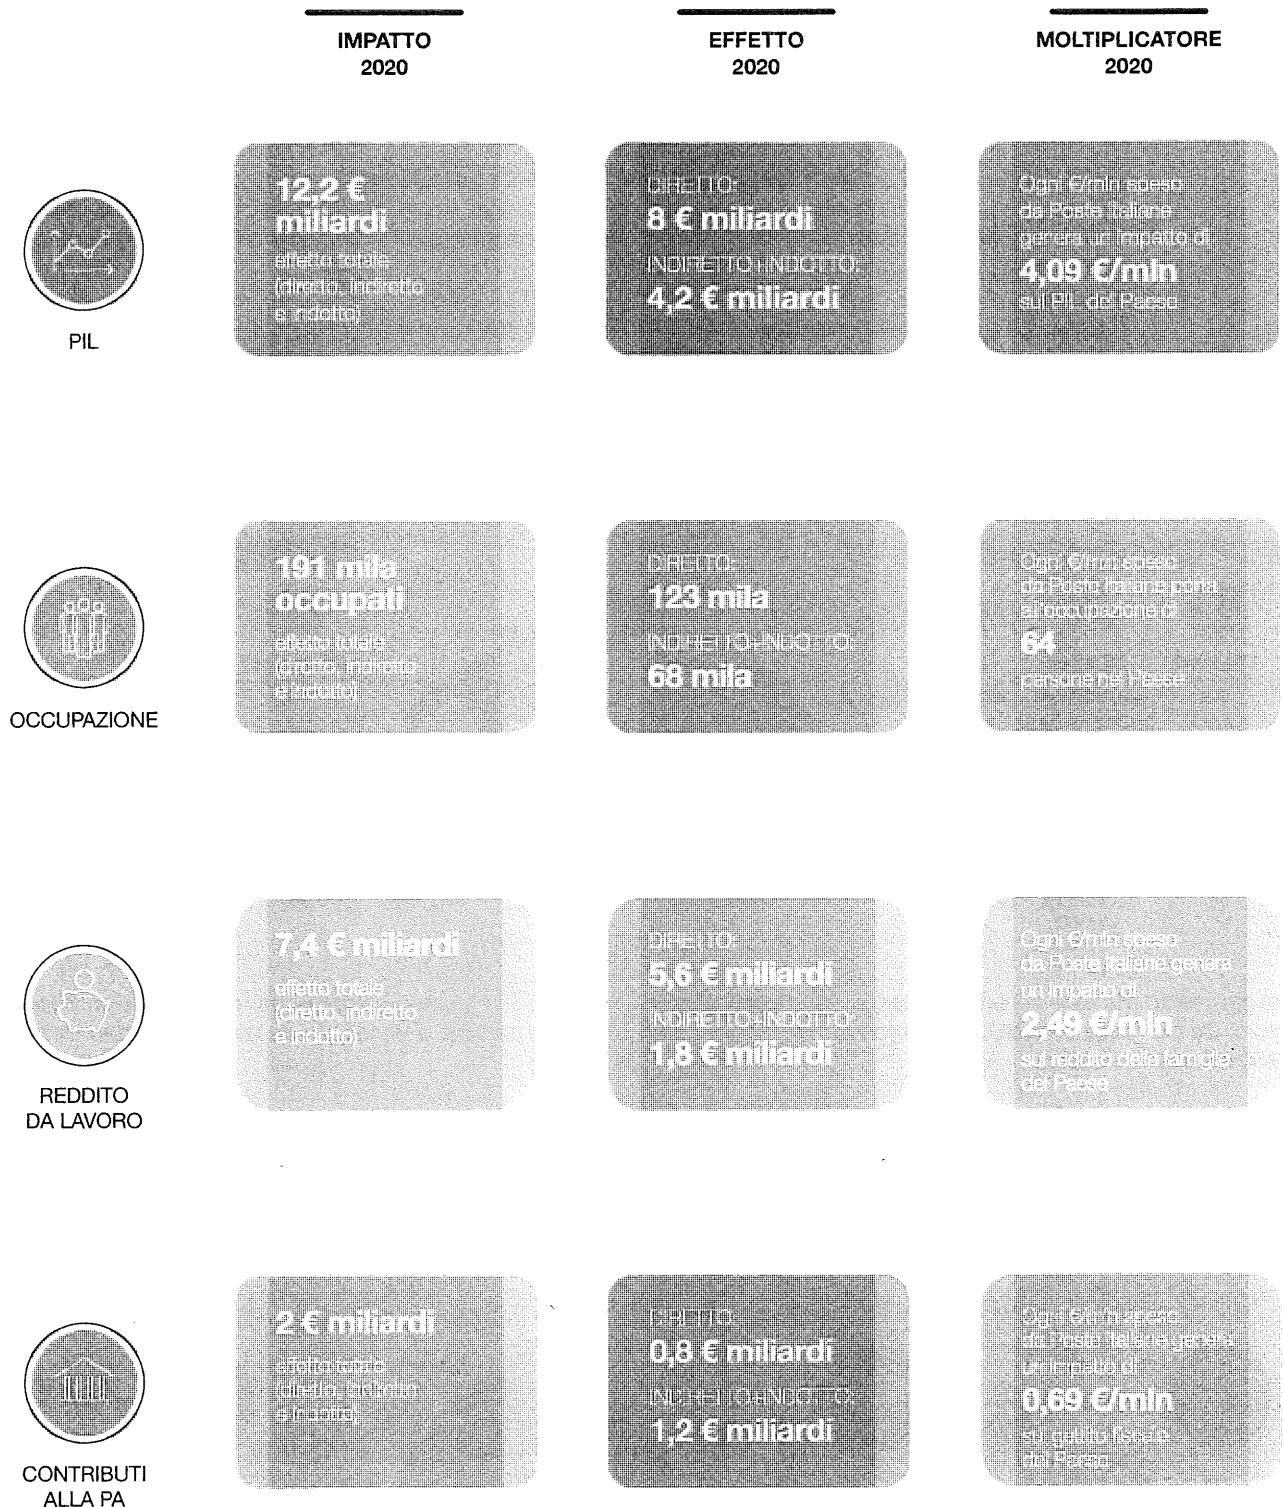 IMPATTO
2020
EFFETTO
2020
MOLTIPLICATORE
2020
PIL
12,2 €
miliardi
effetto totale
(diretto, indiretto
e indotto)
DIRETTO:
8 € miliardi
INDIRETTO+INDOTTO:
4,2 € miliardi
Ogni €/mln speso
da Poste Italiane
genera un impatto di
4,09 €/mln
sul PIL del Paese
OCCUPAZIONE
191 mila
occupati
effetto totale
(diretto, indiretto
e indotto)
DIRETTO:
123 mila
INDIRETTO+INDOTTO:
68 mila
Ogni €/mln speso
da Poste Italiane porta
all'occupazione di
64
persone nel Paese
REDDITO
DA LAVORO
7,4 € miliardi
effetto totale
(diretto, indiretto
e indotto)
DIRETTO:
5,6 € miliardi
INDIRETTO+INDOTTO:
1,8 € miliardi
Ogni €/mln speso
da Poste Italiane genera
un impatto di
2,49 €/mln
sul reddito delle famiglie
del Paese
CONTRIBUTI
ALLA PA
2 € miliardi
effetto totale
(diretto, indiretto
e indotto)
DIRETTO:
0,8 € miliardi
INDIRETTO+INDOTTO:
1,2 € miliardi
Ogni €/mln speso
da Poste Italiane genera
un impatto di
0,69 €/mln
sul gettito fiscale
del Paese